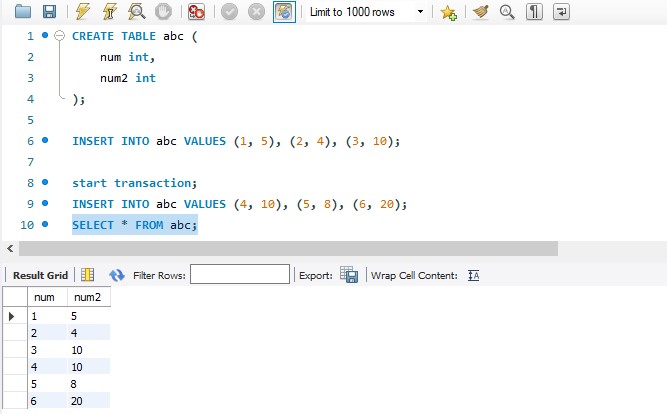 Limit to 1000 rows
1 CREATE TABLE abc (
2 num int,
3 num2 int
4 );
5
6 INSERT INTO abc VALUES (1, 5), (2, 4), (3, 10);
7
8 start transaction;
9 INSERT INTO abc VALUES (4, 10), (5, 8), (6, 20);
10 SELECT * FROM abc;
Result Grid Filter Rows: Export: Wrap Cell Content:
num num2
1 5
2 4
3 10
4 10
5 8
6 20